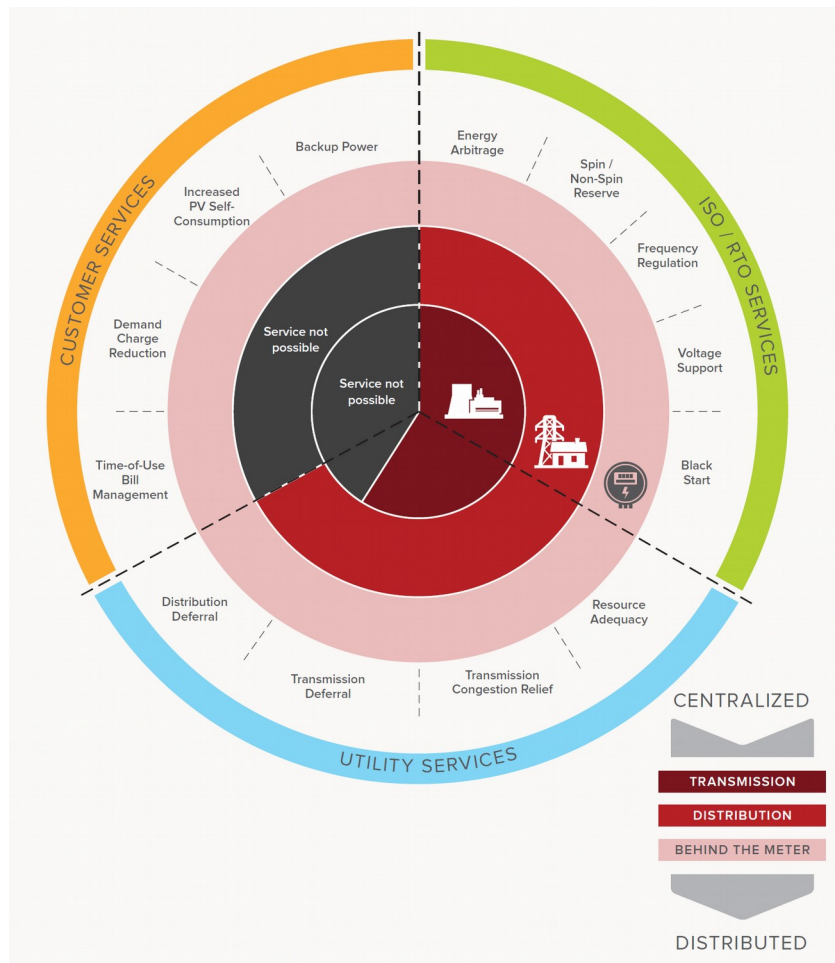 CUSTOMER SERVICES
ISO / RTO SERVICES
UTILITY SERVICES
Backup Power
Increased
PV Self-
Consumption
Demand
Charge
Reduction
Time-of-Use
Bill
Management
Energy
Arbitrage
Spin /
Non-Spin
Reserve
Frequency
Regulation
Voltage
Support
Black
Start
Resource
Adequacy
Transmission
Congestion Relief
Transmission
Deferral
Distribution
Deferral
Service not
possible
Service not
possible
CENTRALIZED
TRANSMISSION
DISTRIBUTION
BEHIND THE METER
DISTRIBUTED